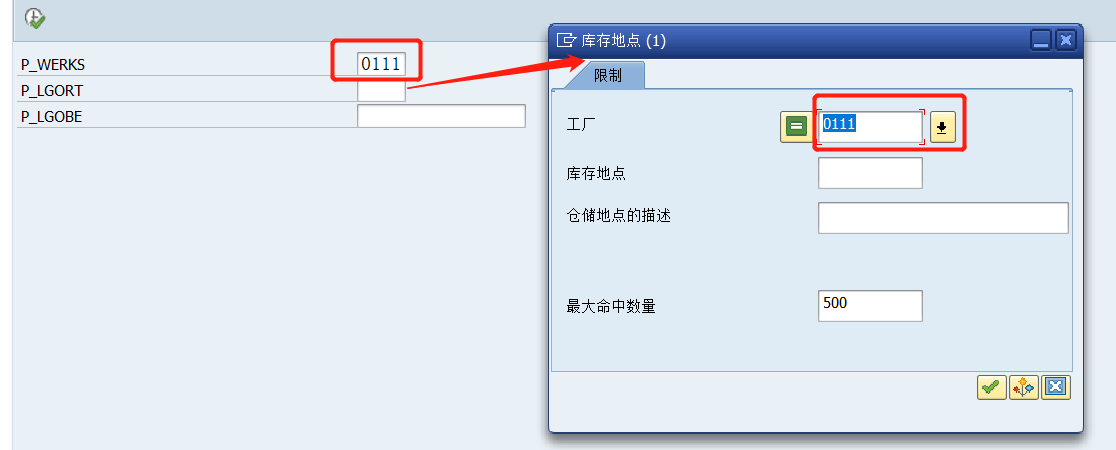 P_WERKS 0111
P_LGORT
P_LGOBE
库存地点 (1)
限制
工厂 0111
库存地点
仓储地点的描述
最大命中数量 500